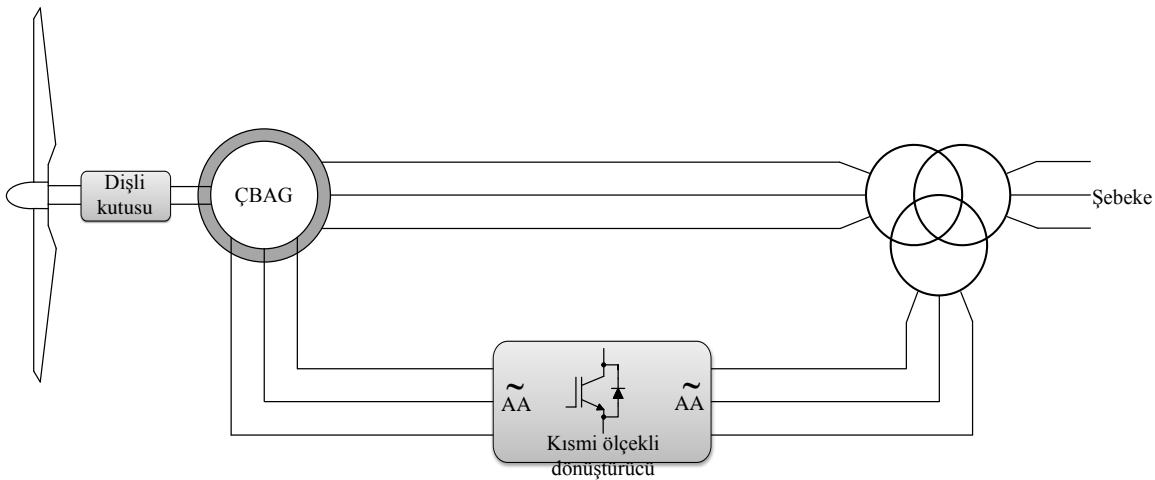 Dişli
kutusu
ÇBAG
Şebeke
~
AA
~
AA
Kısmi ölçekli
dönüştürücü